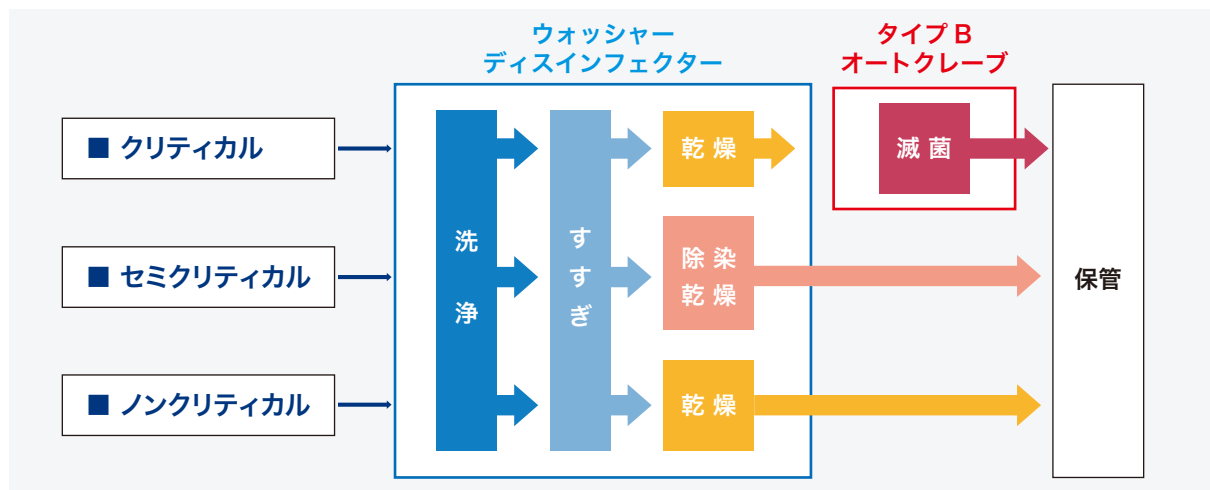 ウォッシャー
ディスインフェクター
タイプ B
オートクレーブ
■ クリティカル
乾 燥
滅 菌
洗
浄
す
す
ぎ
■ セミクリティカル
除 染
乾 燥
保管
■ ノンクリティカル
乾 燥